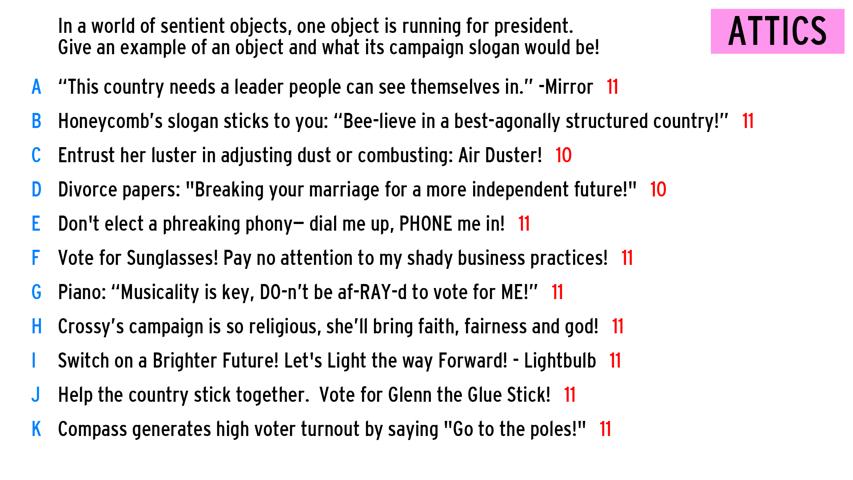 In a world of sentient objects, one object is running for president.
Give an example of an object and what its campaign slogan would be!
ATTICS
A “This country needs a leader people can see themselves in.” -Mirror 11
B Honeycomb’s slogan sticks to you: “Bee-lieve in a best-agonally structured country!” 11
C Entrust her luster in adjusting dust or combusting: Air Duster! 10
D Divorce papers: "Breaking your marriage for a more independent future!" 10
E Don't elect a phreaking phony— dial me up, PHONE me in! 11
F Vote for Sunglasses! Pay no attention to my shady business practices! 11
G Piano: “Musicality is key, DO-n’t be af-RAY-d to vote for ME!” 11
H Crossy’s campaign is so religious, she’ll bring faith, fairness and god! 11
I Switch on a Brighter Future! Let's Light the way Forward! - Lightbulb 11
J Help the country stick together. Vote for Glenn the Glue Stick! 11
K Compass generates high voter turnout by saying "Go to the poles!" 11